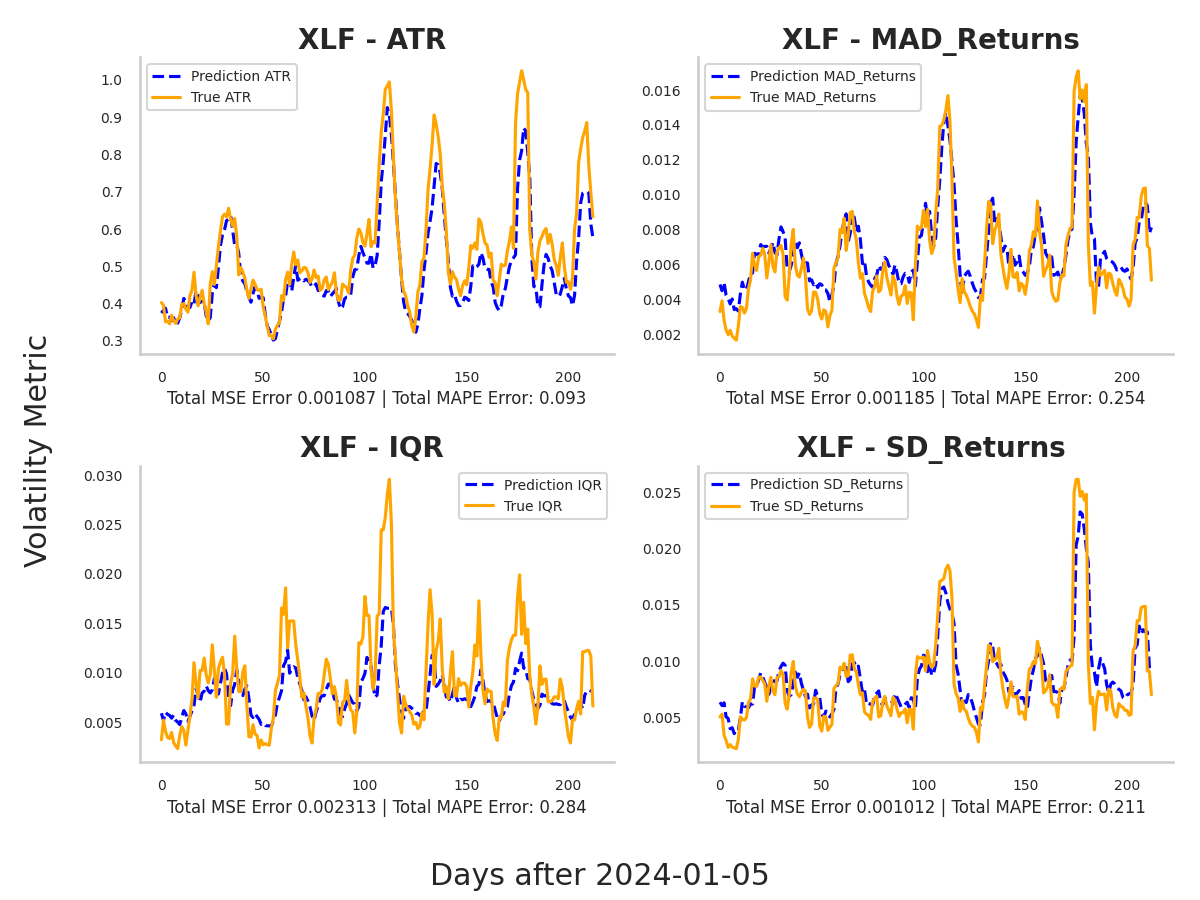 XLF - ATR
Prediction ATR
True ATR
1.0
0.9
0.8
0.7
0.6
0.5
0.4
0.3
0 50 100 150 200
Total MSE Error 0.001087 | Total MAPE Error: 0.093
XLF - MAD_Returns
Prediction MAD_Returns
True MAD_Returns
0.016
0.014
0.012
0.010
0.008
0.006
0.004
0.002
0 50 100 150 200
Total MSE Error 0.001185 | Total MAPE Error: 0.254
Volatility Metric
XLF - IQR
Prediction IQR
True IQR
0.030
0.025
0.020
0.015
0.010
0.005
0 50 100 150 200
Total MSE Error 0.002313 | Total MAPE Error: 0.284
XLF - SD_Returns
Prediction SD_Returns
True SD_Returns
0.025
0.020
0.015
0.010
0.005
0 50 100 150 200
Total MSE Error 0.001012 | Total MAPE Error: 0.211
Days after 2024-01-05